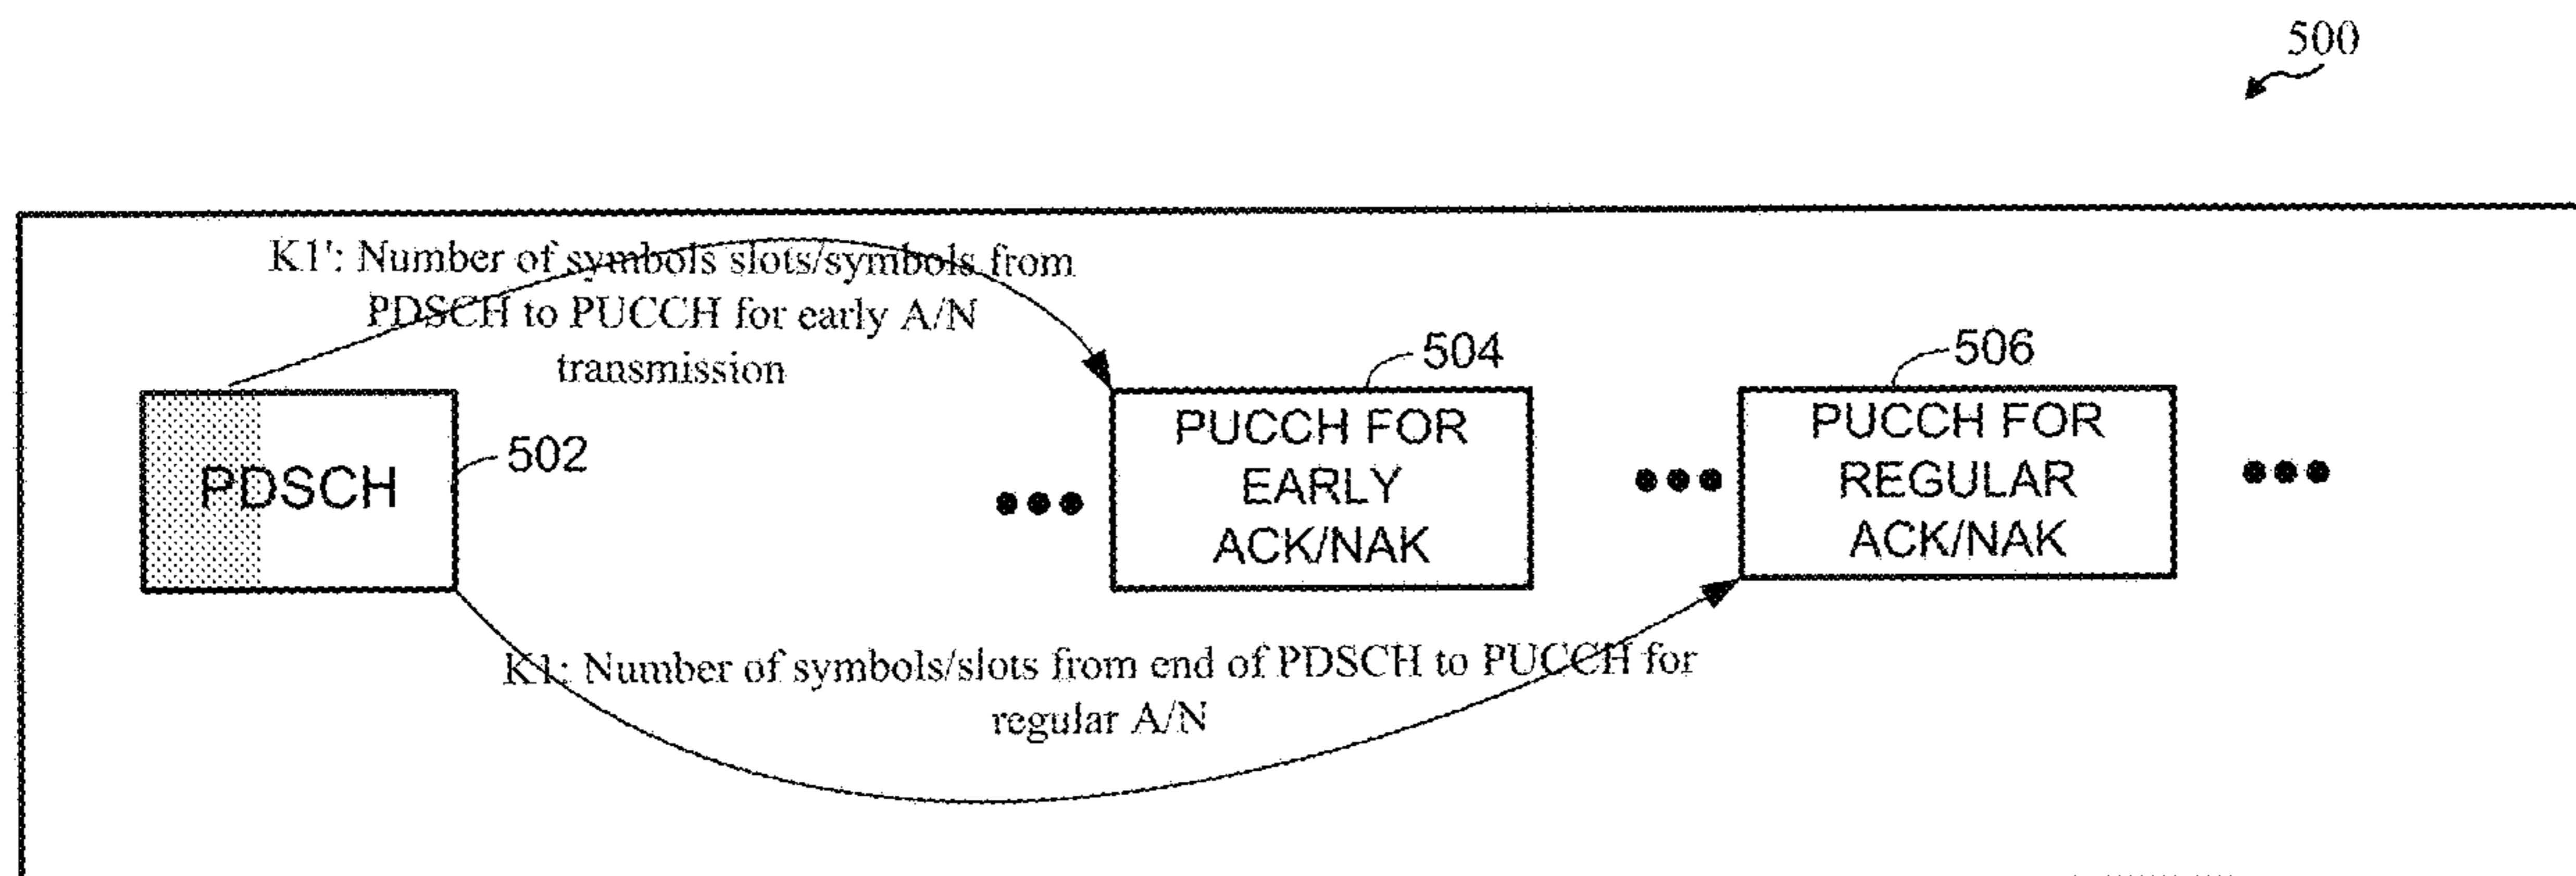 500
K1': Number of symbols slots/symbols from
PDSCH to PUCCH for early A/N
transmission
504
506
PDSCH
502
PUCCH FOR
EARLY
ACK/NAK
PUCCH FOR
REGULAR
ACK/NAK
K1: Number of symbols/slots from end of PDSCH to PUCCH for
regular A/N